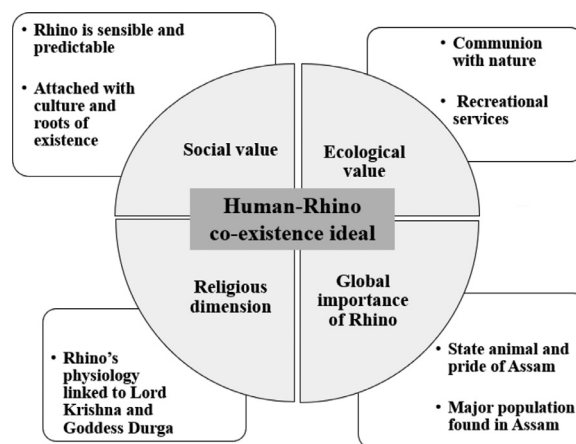 • Rhino is sensible and
predictable
• Attached with
culture and
roots of
existence
• Communion
with nature
• Recreational
services
Social value
Ecological
value
Human-Rhino
co-existence ideal
Religious
dimension
Global
importance
of Rhino
• Rhino's
physiology
linked to Lord
Krishna and
Goddess Durga
• State animal and
pride of Assam
• Major population
found in Assam